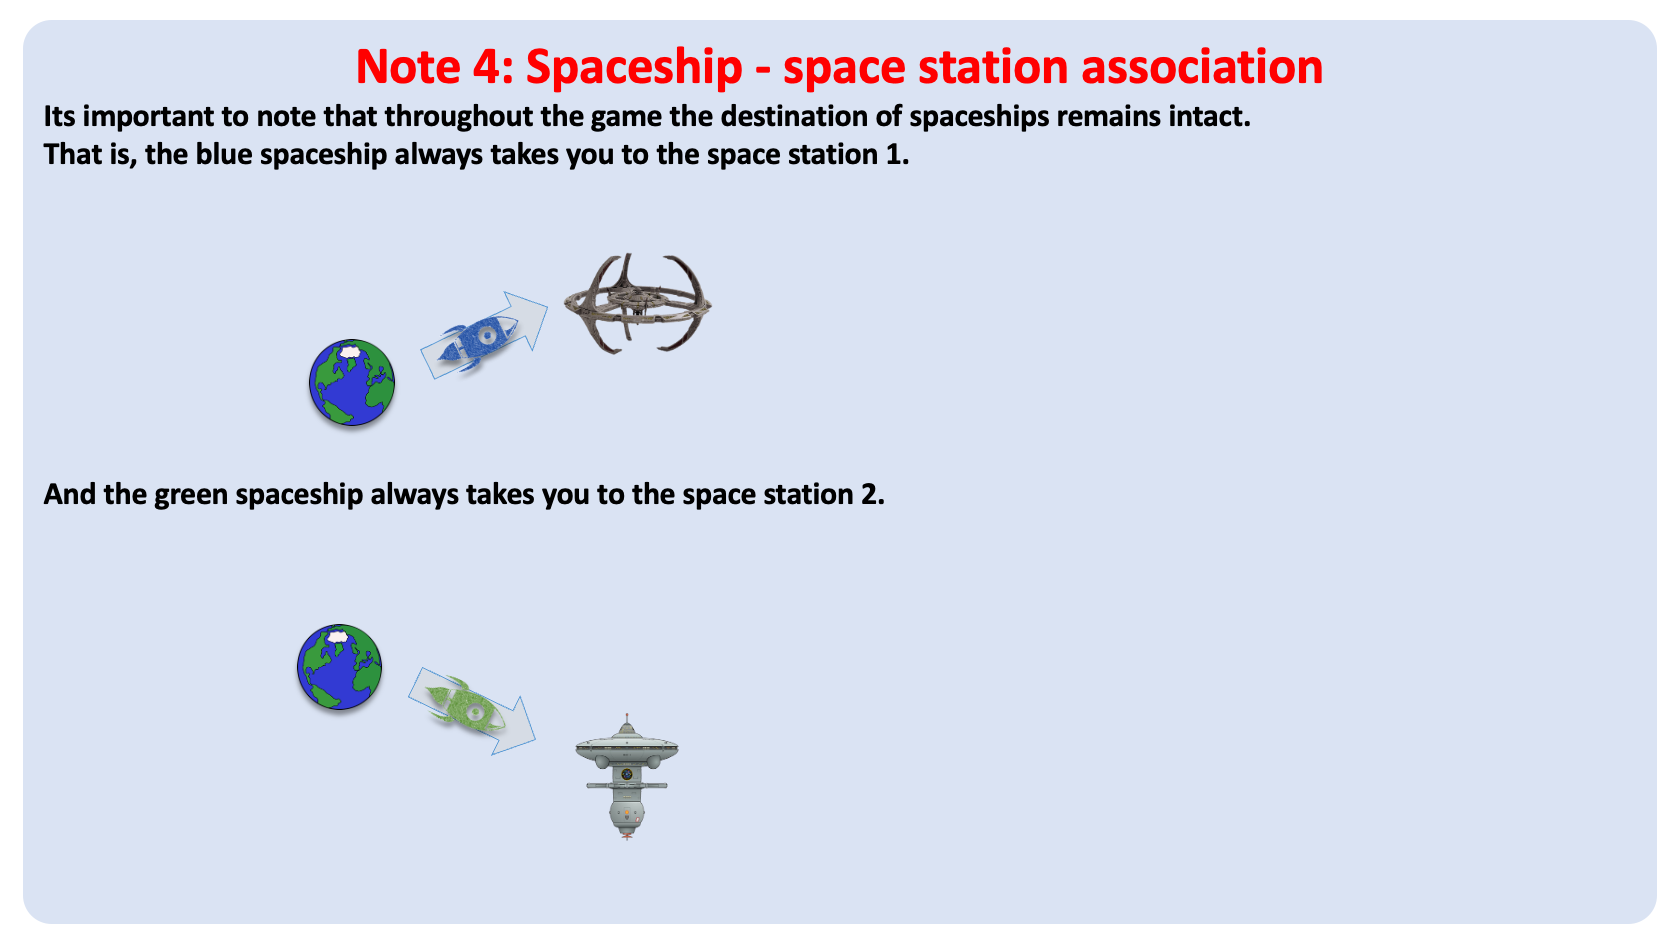 Note 4: Spaceship - space station association
Its important to note that throughout the game the destination of spaceships remains intact.
That is, the blue spaceship always takes you to the space station 1.
And the green spaceship always takes you to the space station 2.